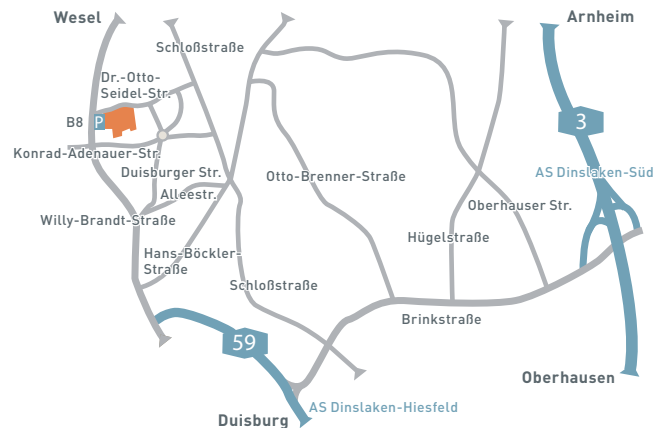 Wesel
Arnheim
Schloßstraße
Dr.-Otto-
Seidel-Str.
B8
P
3
Konrad-Adenauer-Str.
Duisburger Str.
AS Dinslaken-Süd
Otto-Brenner-Straße
Alleestr.
Oberhauser Str.
Willy-Brandt-Straße
Hügelstraße
Hans-Böckler-
Straße
Schloßstraße
Brinkstraße
59
Oberhausen
AS Dinslaken-Hiesfeld
Duisburg